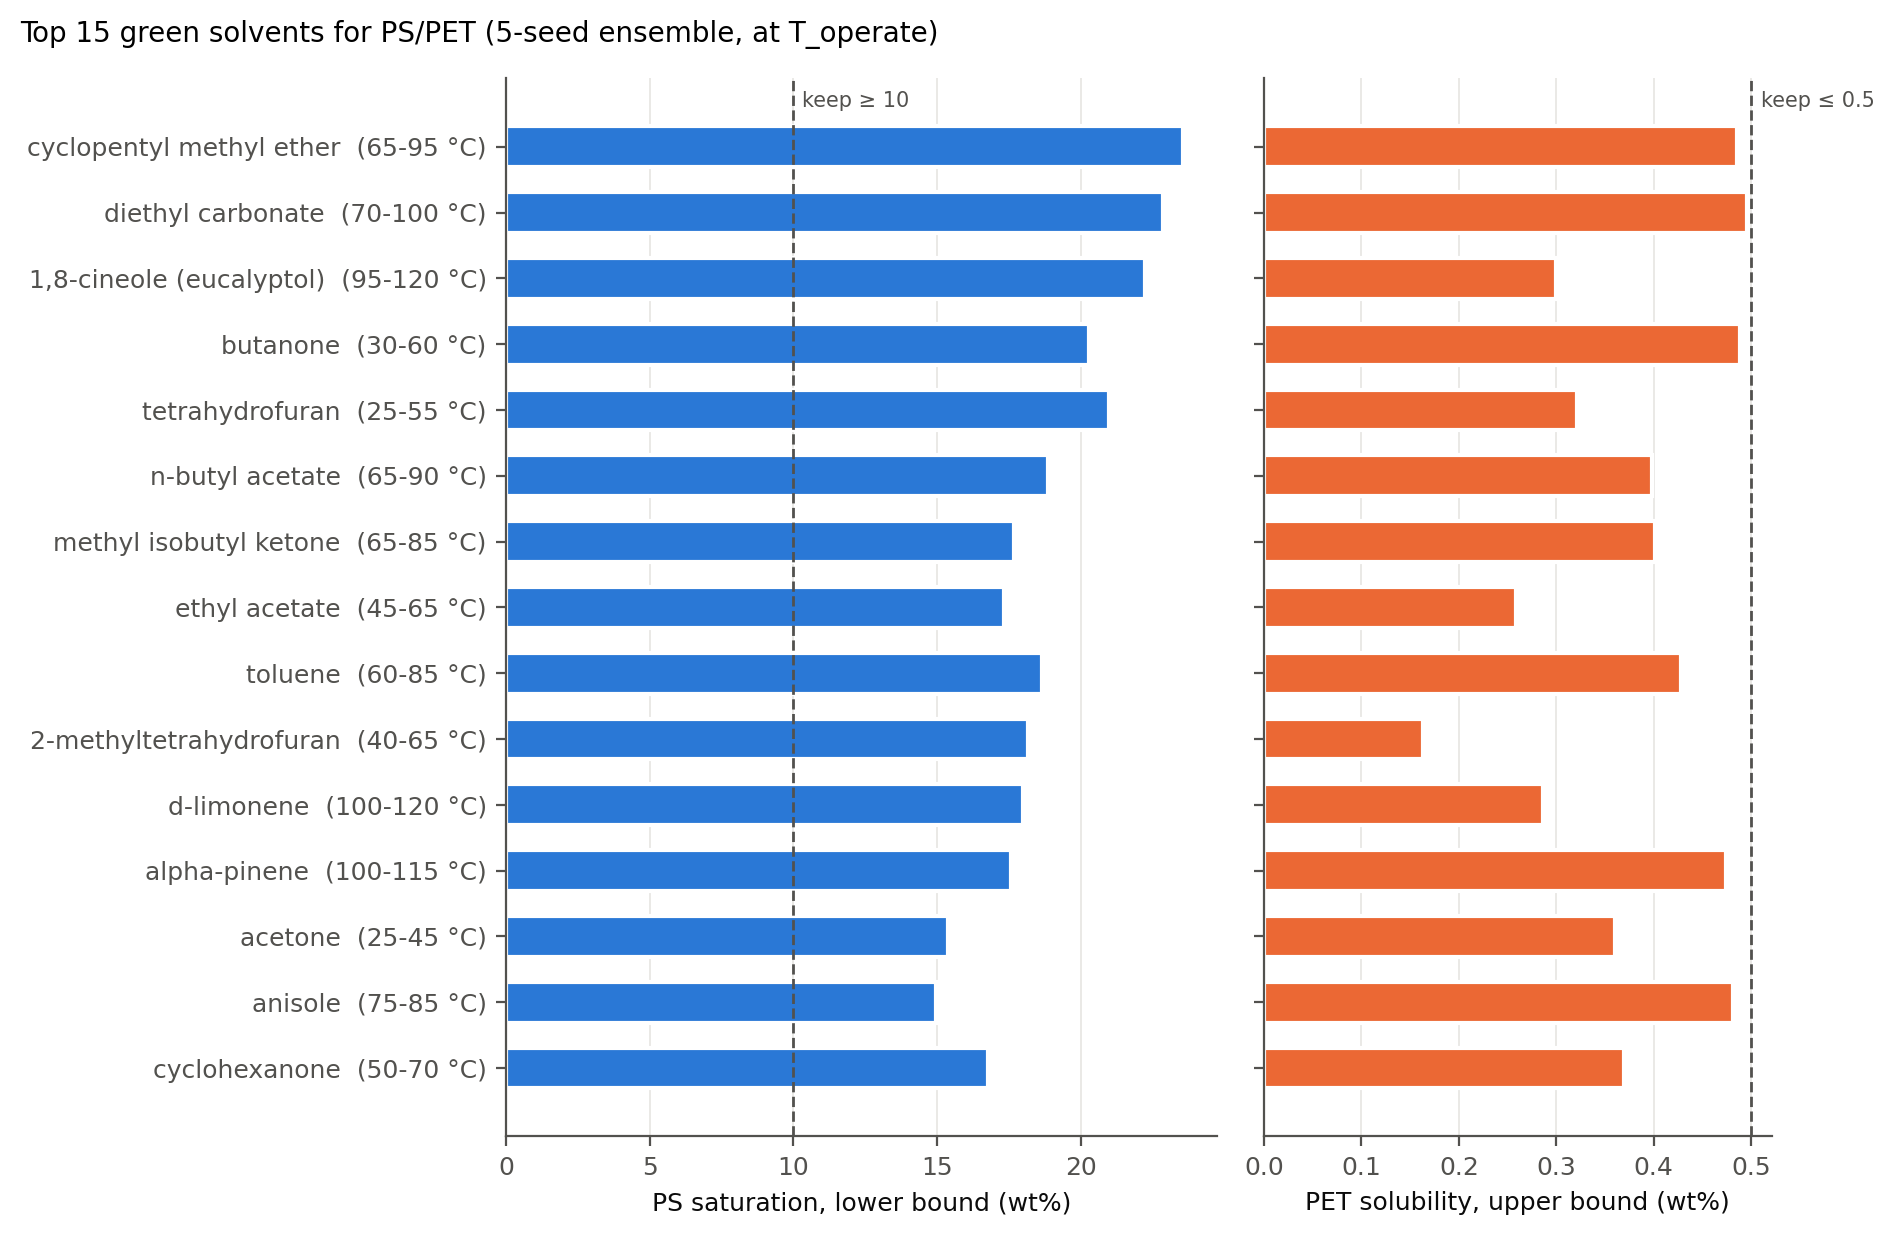 Top 15 green solvents for PS/PET (5-seed ensemble, at T_operate)
keep ≥ 10
keep ≤ 0.5
cyclopentyl methyl ether (65-95 °C)
diethyl carbonate (70-100 °C)
1,8-cineole (eucalyptol) (95-120 °C)
butanone (30-60 °C)
tetrahydrofuran (25-55 °C)
n-butyl acetate (65-90 °C)
methyl isobutyl ketone (65-85 °C)
ethyl acetate (45-65 °C)
toluene (60-85 °C)
2-methyltetrahydrofuran (40-65 °C)
d-limonene (100-120 °C)
alpha-pinene (100-115 °C)
acetone (25-45 °C)
anisole (75-85 °C)
cyclohexanone (50-70 °C)
0 5 10 15 20
0.0 0.1 0.2 0.3 0.4 0.5
PS saturation, lower bound (wt%)
PET solubility, upper bound (wt%)